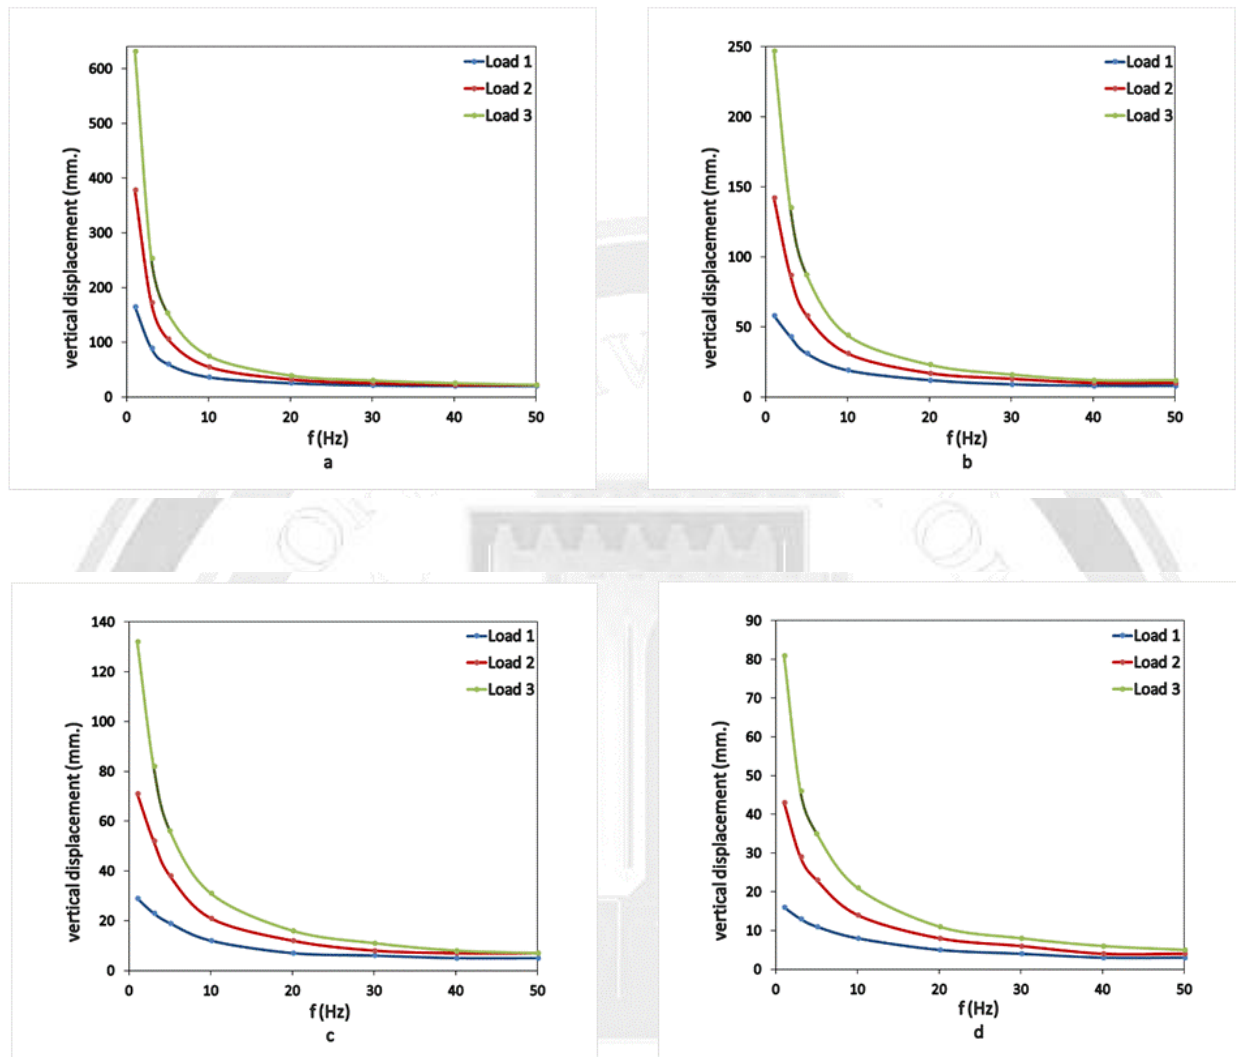 Load 1
Load 2
Load 3
600
500
400
300
200
100
0
vertical displacement (mm.)
0 10 20 30 40 50
f (Hz)
a
Load 1
Load 2
Load 3
250
200
150
100
50
0
vertical displacement (mm.)
0 10 20 30 40 50
f (Hz)
b
Load 1
Load 2
Load 3
140
120
100
80
60
40
20
0
vertical displacement (mm.)
0 10 20 30 40 50
f (Hz)
c
Load 1
Load 2
Load 3
90
80
70
60
50
40
30
20
10
0
vertical displacement (mm.)
0 10 20 30 40 50
f (Hz)
d